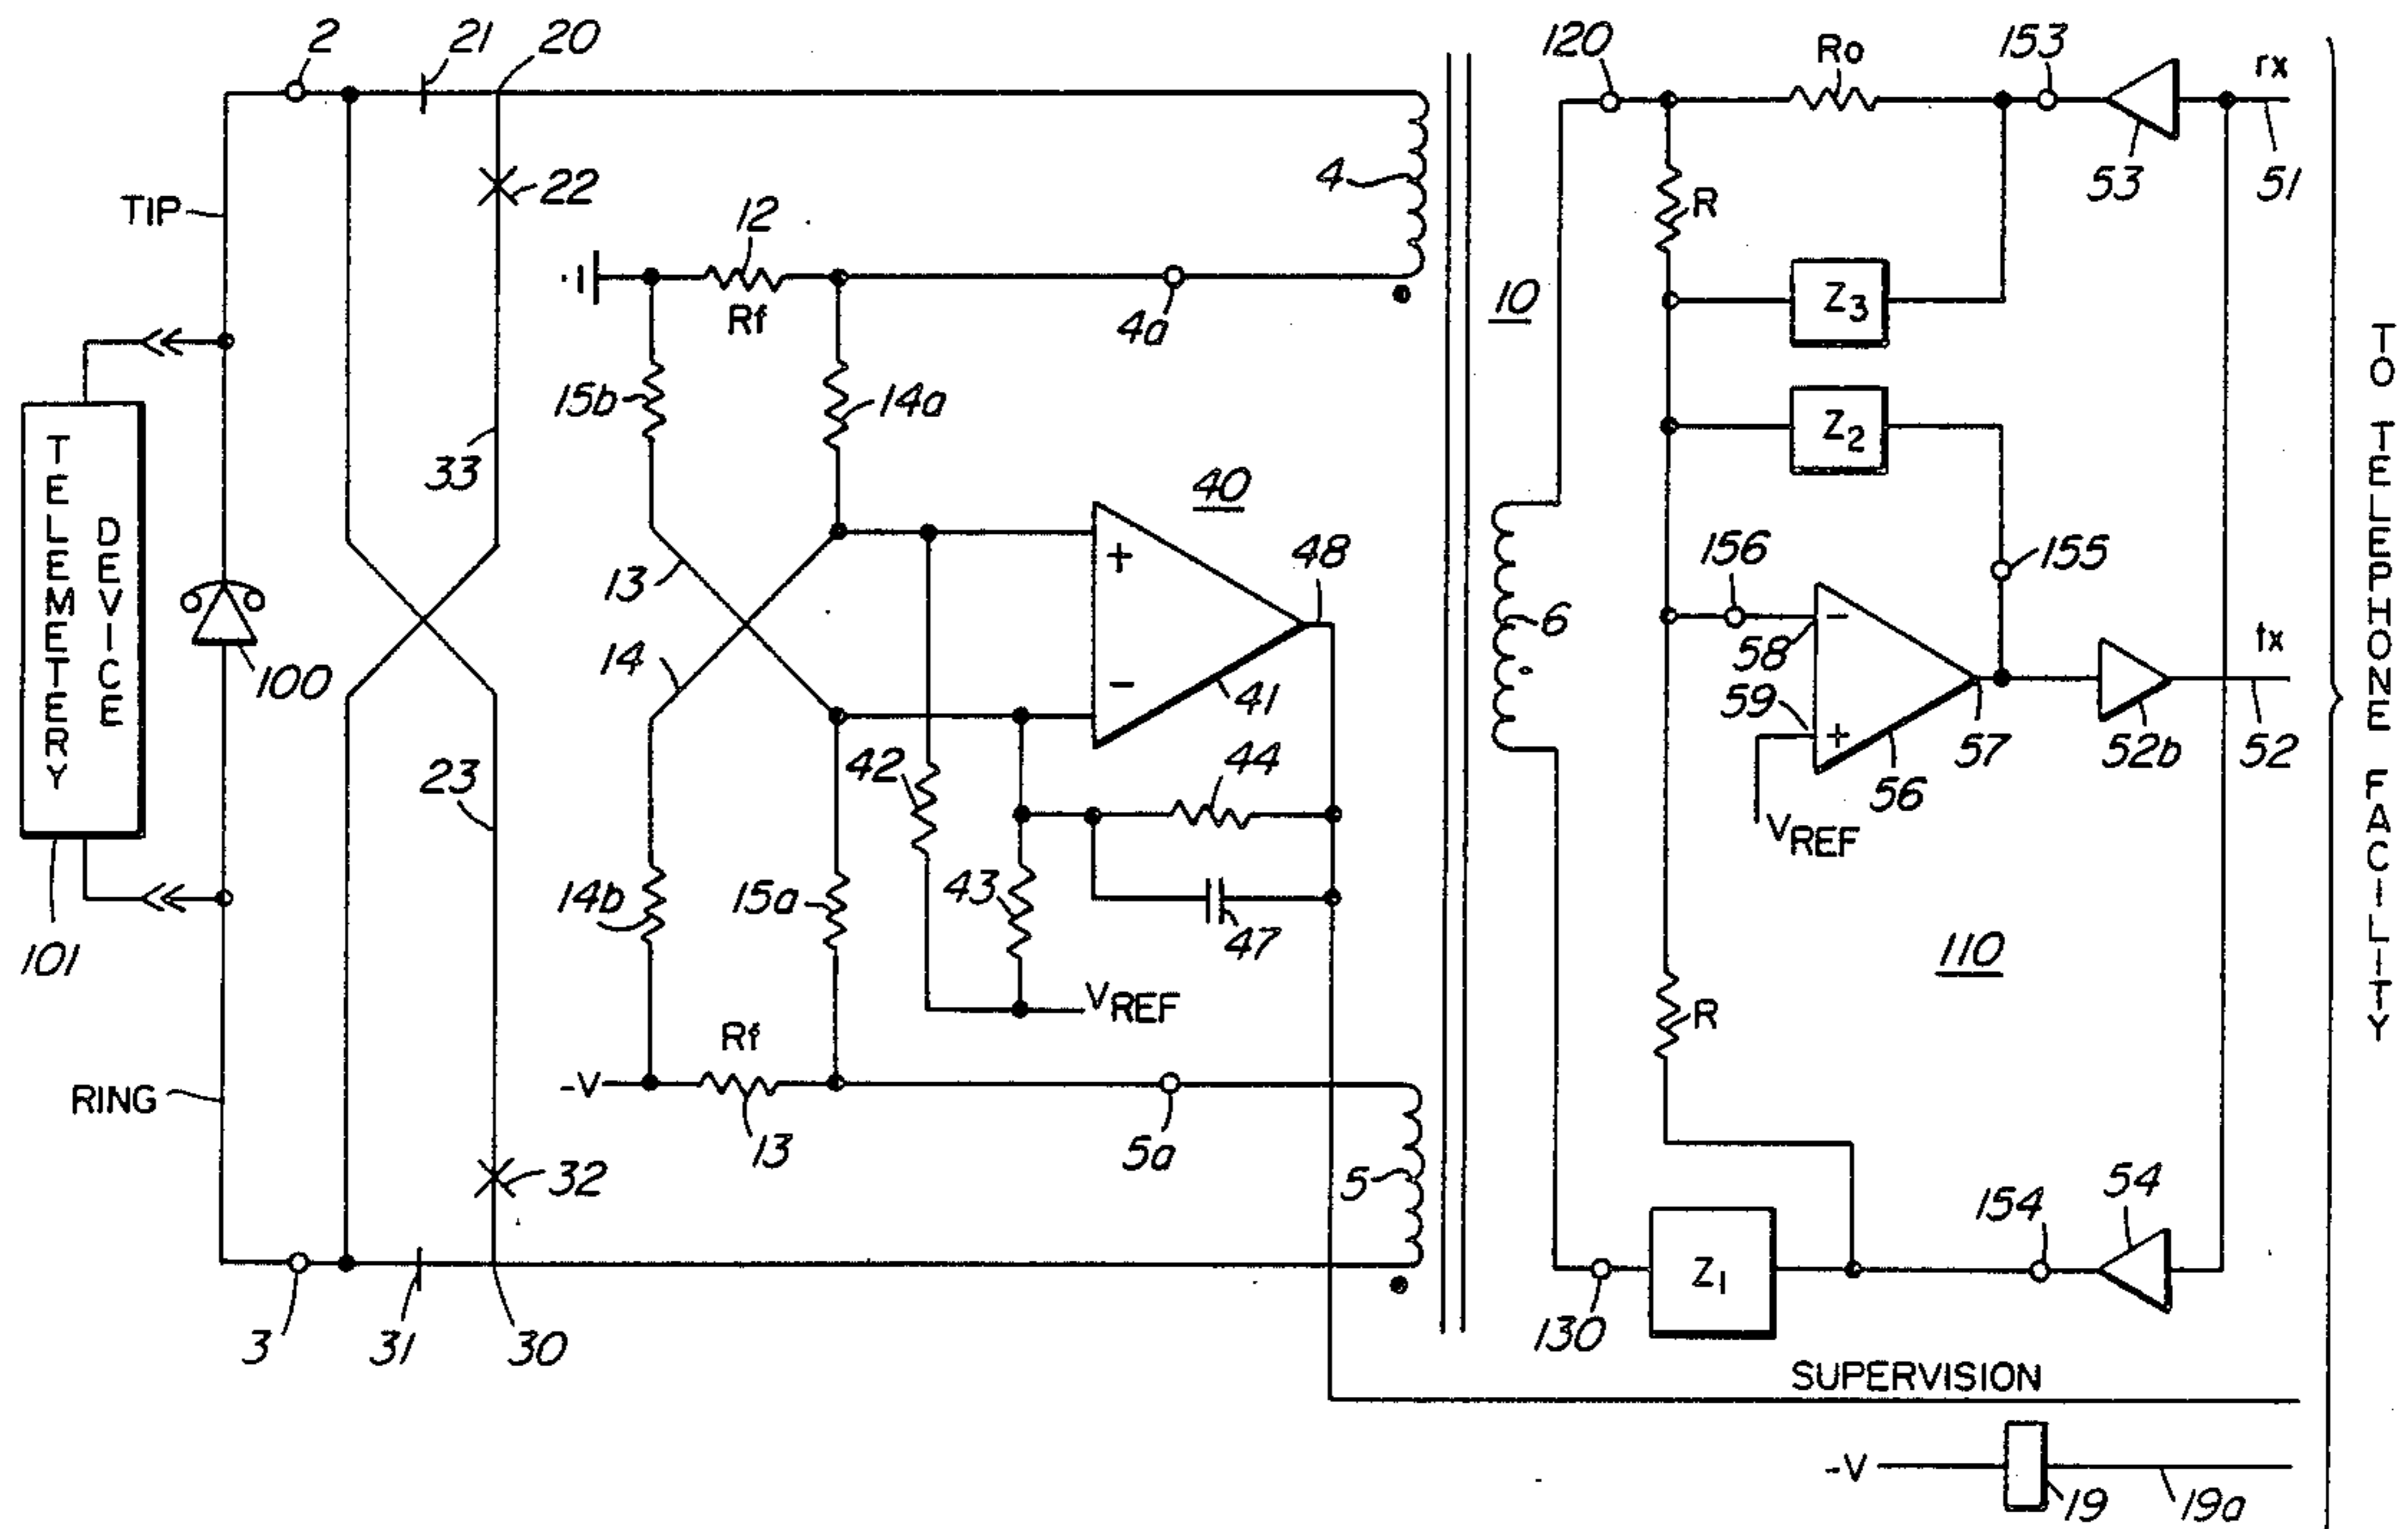 2
21
20
120
Ro
153
rx
TIP
22
4
12
R
53
51
Rf
4a
10
Z3
15b
14a
33
Z2
40
48
TELEMETRY
DEVICE
13
+
156
155
6
100
14
-
41
58
-
tx
59
+
57
52b
52
23
42
44
VREF
56
14b
15a
43
47
110
101
VREF
R
Rf
RING
-V
13
5a
5
32
154
54
Z1
3
31
30
130
SUPERVISION
-V
19
19a
TO TELEPHONE FACILITY